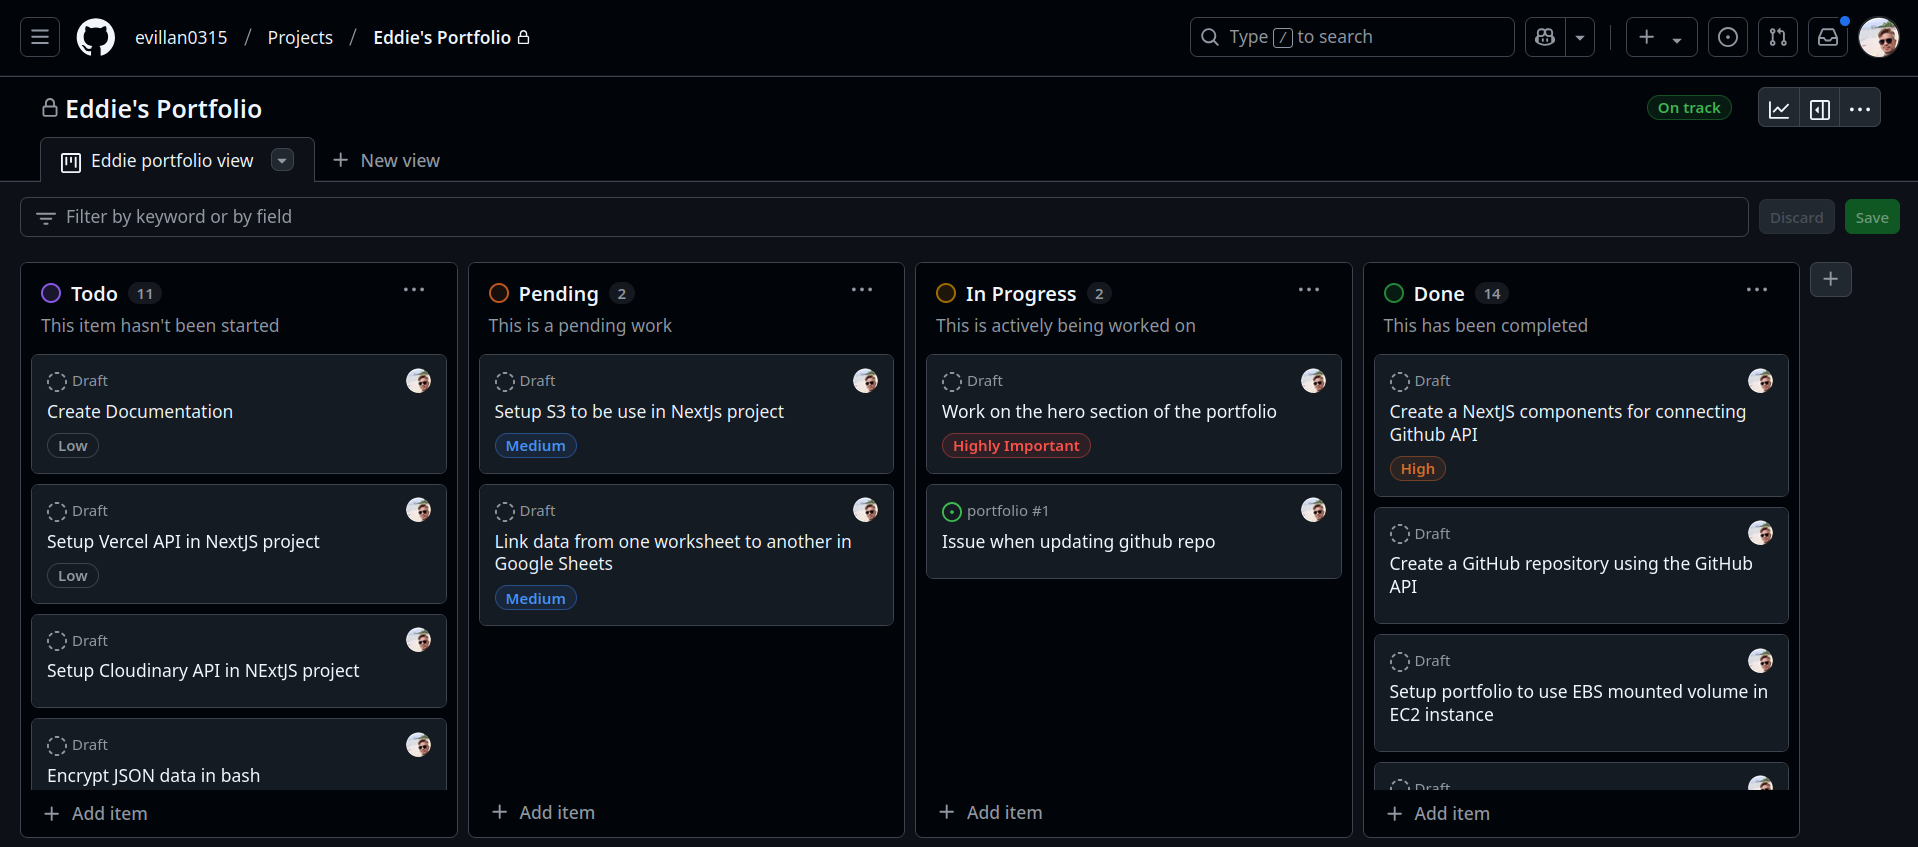 evillan0315 / Projects / Eddie's Portfolio
Type / to search
Eddie's Portfolio
On track
Eddie portfolio view
New view
Filter by keyword or by field
Discard
Save
Todo 11
This item hasn't been started
Draft
Create Documentation
Low
Draft
Setup Vercel API in NextJS project
Low
Draft
Setup Cloudinary API in NExtJS project
Draft
Encrypt JSON data in bash
Add item
Pending 2
This is a pending work
Draft
Setup S3 to be use in NextJs project
Medium
Draft
Link data from one worksheet to another in
Google Sheets
Medium
Add item
In Progress 2
This is actively being worked on
Draft
Work on the hero section of the portfolio
Highly Important
portfolio #1
Issue when updating github repo
Add item
Done 14
This has been completed
Draft
Create a NextJS components for connecting
Github API
High
Draft
Create a GitHub repository using the GitHub
API
Draft
Setup portfolio to use EBS mounted volume in
EC2 instance
Draft
Add item